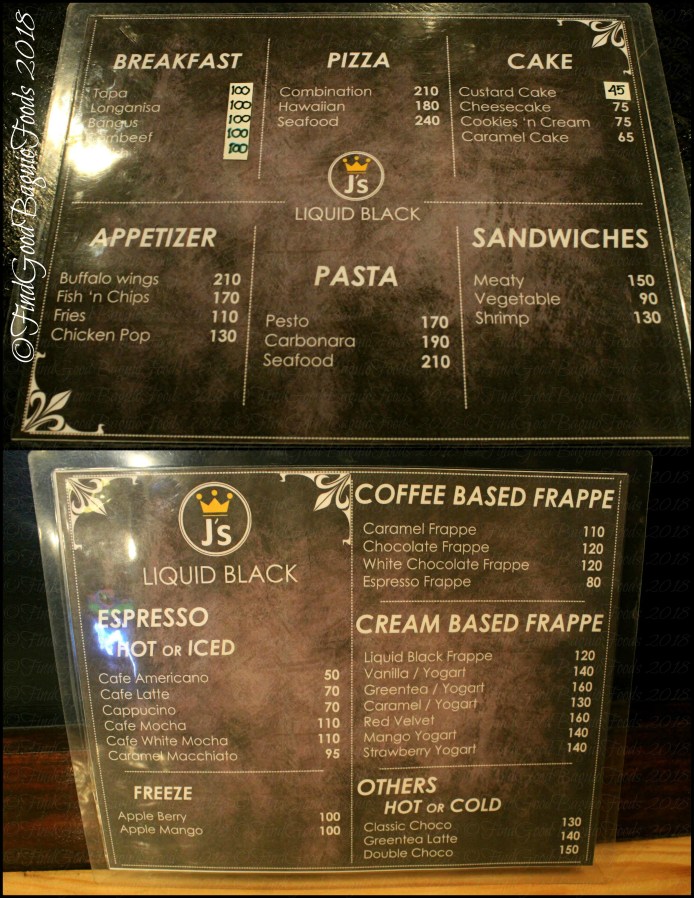 ©FindGoodBaguioFoods 2018
BREAKFAST
Tapa 100
Longanisa 100
Bangus 100
Cornbeef 100
100
PIZZA
Combination 210
Hawaiian 180
Seafood 240
CAKE
Custard Cake 45
Cheesecake 75
Cookies 'n Cream 75
Caramel Cake 65
J's
LIQUID BLACK
APPETIZER
Buffalo wings 210
Fish 'n Chips 170
Fries 110
Chicken Pop 130
PASTA
Pesto 170
Carbonara 190
Seafood 210
SANDWICHES
Meaty 150
Vegetable 90
Shrimp 130
J's
LIQUID BLACK
ESPRESSO
HOT OR ICED
Cafe Americano 50
Cafe Latte 70
Cappucino 70
Cafe Mocha 110
Cafe White Mocha 110
Caramel Macchiato 95
FREEZE
Apple Berry 100
Apple Mango 100
COFFEE BASED FRAPPE
Caramel Frappe 110
Chocolate Frappe 120
White Chocolate Frappe 120
Espresso Frappe 80
CREAM BASED FRAPPE
Liquid Black Frappe 120
Vanilla / Yogart 140
Greentea / Yogart 160
Caramel / Yogart 130
Red Velvet 160
Mango Yogart 140
Strawberry Yogart 140
OTHERS
HOT OR COLD
Classic Choco 130
Greentea Latte 140
Double Choco 150